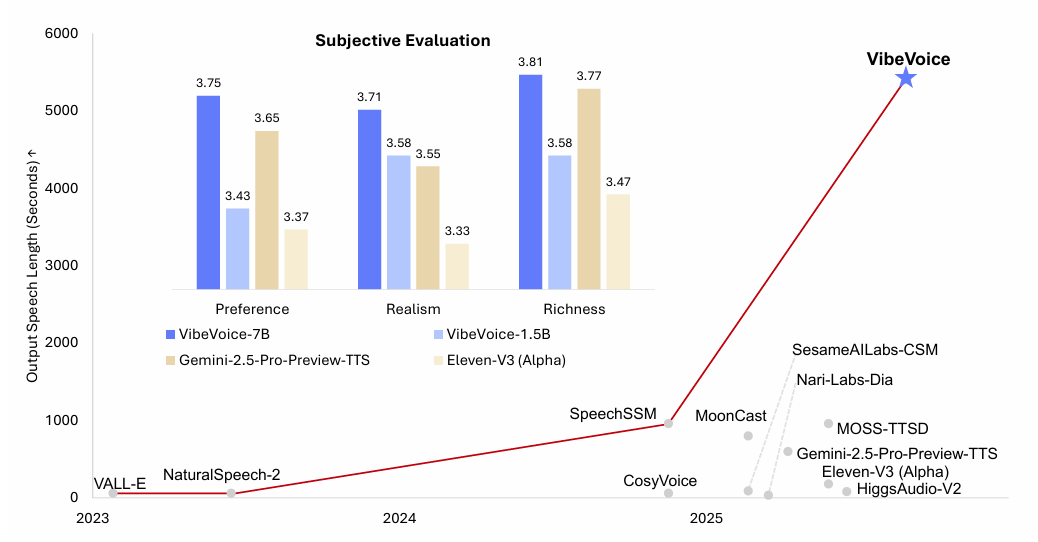 Subjective Evaluation
Output Speech Length (Seconds) ↑
6000
5000
4000
3000
2000
1000
0
2023
2024
2025
3.75
3.43
3.65
3.37
3.71
3.58
3.55
3.33
3.81
3.58
3.77
3.47
Preference
Realism
Richness
VibeVoice-7B
VibeVoice-1.5B
Gemini-2.5-Pro-Preview-TTS
Eleven-V3 (Alpha)
VibeVoice
VALL-E
NaturalSpeech-2
SpeechSSM
CosyVoice
MoonCast
SesameAILabs-CSM
Nari-Labs-Dia
MOSS-TTSD
Gemini-2.5-Pro-Preview-TTS
Eleven-V3 (Alpha)
HiggsAudio-V2